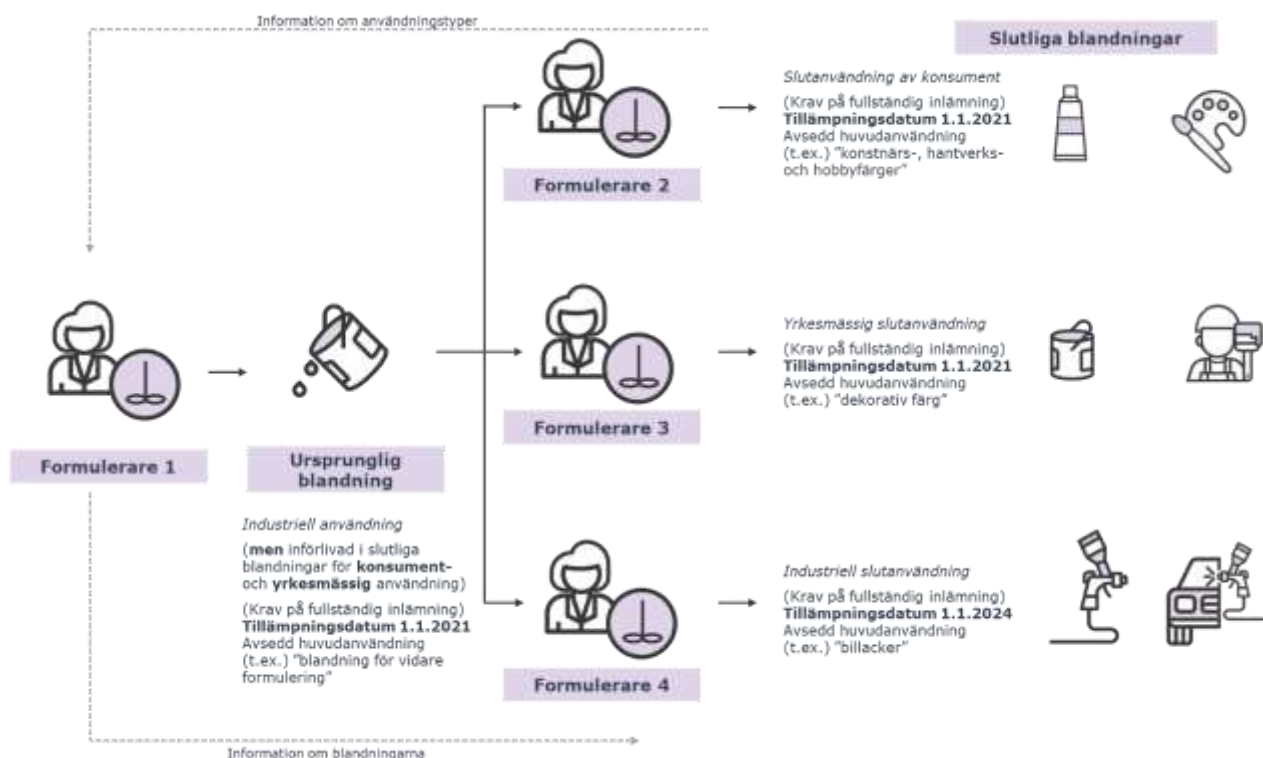 Information om användningstyper
Slutliga blandningar
Slutanvändning av konsument
(Krav på fullständig inlämning)
Tillämpningsdatum 1.1.2021
Avsedd huvudanvändning
(t.ex.) "konstnärs-, hantverks-
och hobbyfärger"
Formulerare 2
Yrkesmässig slutanvändning
(Krav på fullständig inlämning)
Tillämpningsdatum 1.1.2021
Avsedd huvudanvändning
(t.ex.) "dekorativ färg"
Formulerare 3
Formulerare 1
Ursprunglig
blandning
Industriell användning
(men införlivad i slutliga
blandningar för konsument-
och yrkesmässig användning)
(Krav på fullständig inlämning)
Tillämpningsdatum 1.1.2021
Avsedd huvudanvändning
(t.ex.) "blandning för vidare
formulering"
Industriell slutanvändning
(Krav på fullständig inlämning)
Tillämpningsdatum 1.1.2024
Avsedd huvudanvändning
(t.ex.) "billacker"
Formulerare 4
Information om blandningarna